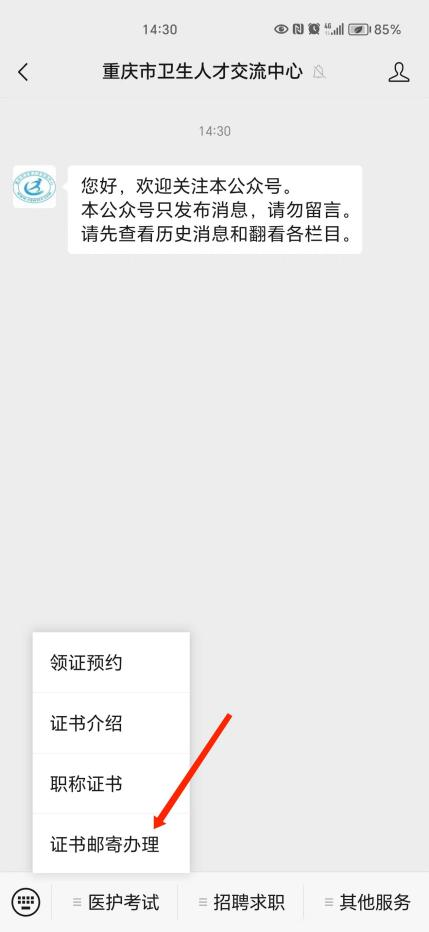 14:30
4G
85%
重庆市卫生人才交流中心
14:30
您好，欢迎关注本公众号。
本公众号只发布消息，请勿留言。
请先查看历史消息和翻看各栏目。
领证预约
证书介绍
职称证书
证书邮寄办理
医护考试
招聘求职
其他服务